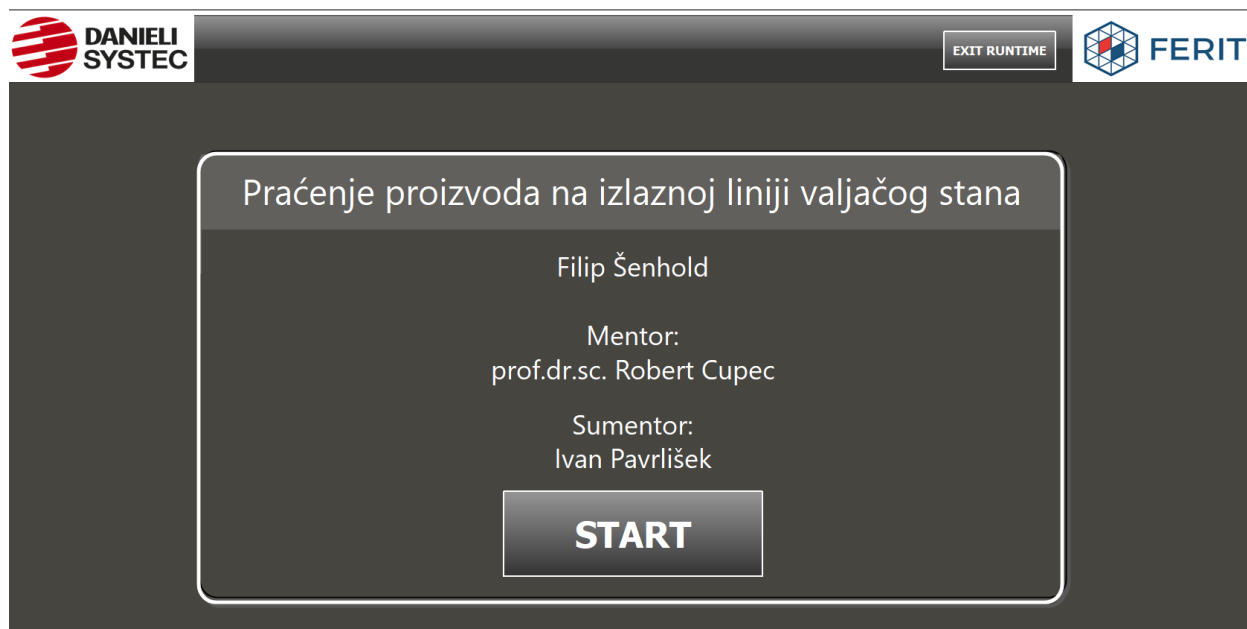 DANIELI
SYSTEC
EXIT RUNTIME
FERIT
Praćenje proizvoda na izlaznoj liniji valjačog stana
Filip Šenhold
Mentor:
prof.dr.sc. Robert Cupec
Sumentor:
Ivan Pavrlišek
START